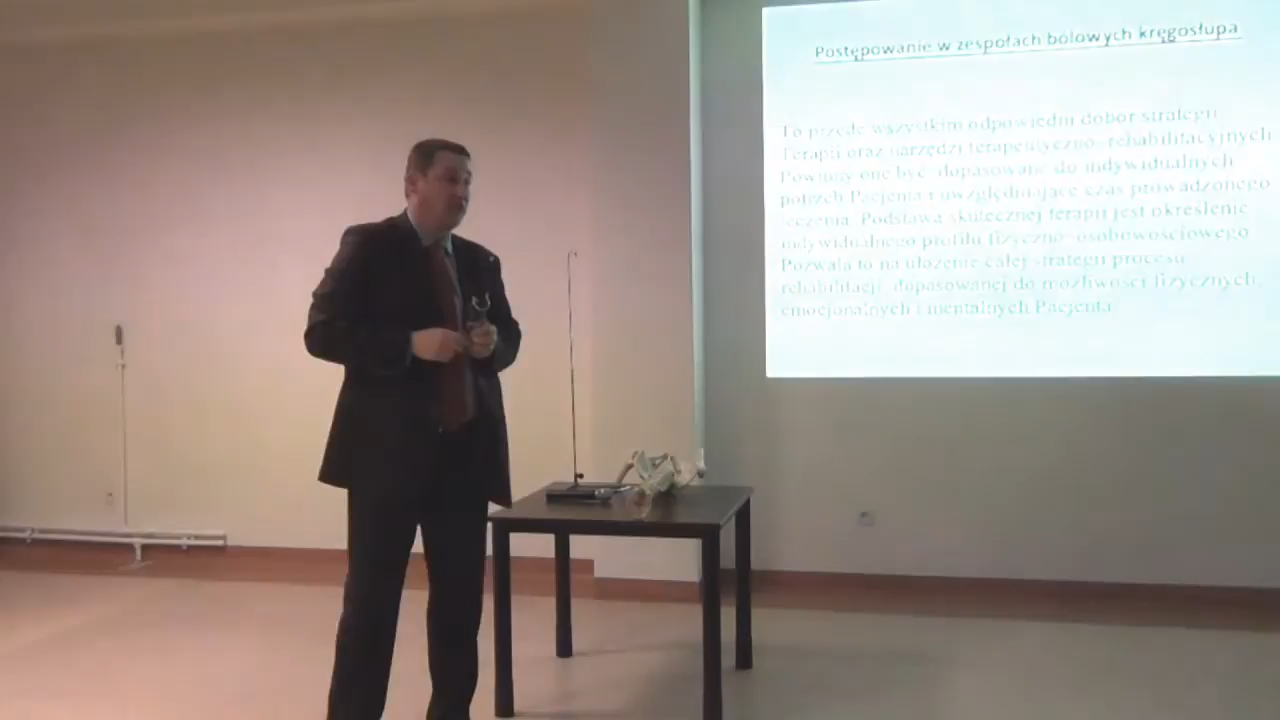 Postępowanie w zespołach bólowych kręgosłupa
To przede wszystkim odpowiedni dobór strategii
Terapii oraz narzędzi terapeutyczno-rehabilitacyjnych
Powinny one być dopasowane do indywidualnych
potrzeb Pacjenta i uwzględniające czas prowadzonego
leczenia. Podstawą skutecznej terapii jest określenie
indywidualnego profilu fizyczno-osobowościowego
Pozwala to na ułożenie całej strategii procesu
rehabilitacji, dopasowanej do możliwości fizycznych,
emocjonalnych i mentalnych Pacjenta.